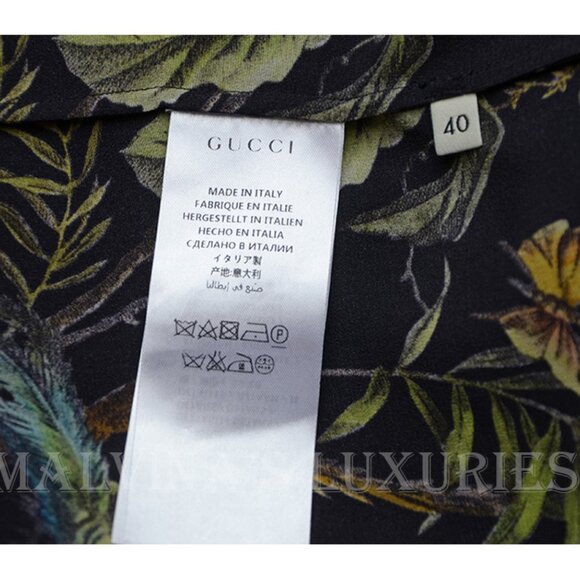 GUCCI
40
MADE IN ITALY
FABRIQUE EN ITALIE
HERGESTELLT IN ITALIEN
HECHO EN ITALIA
СДЕЛАНО В ИТАЛИИ
イタリア製
产地:意大利
صنع في إيطاليا
P
MALVINA'S LUXURIES